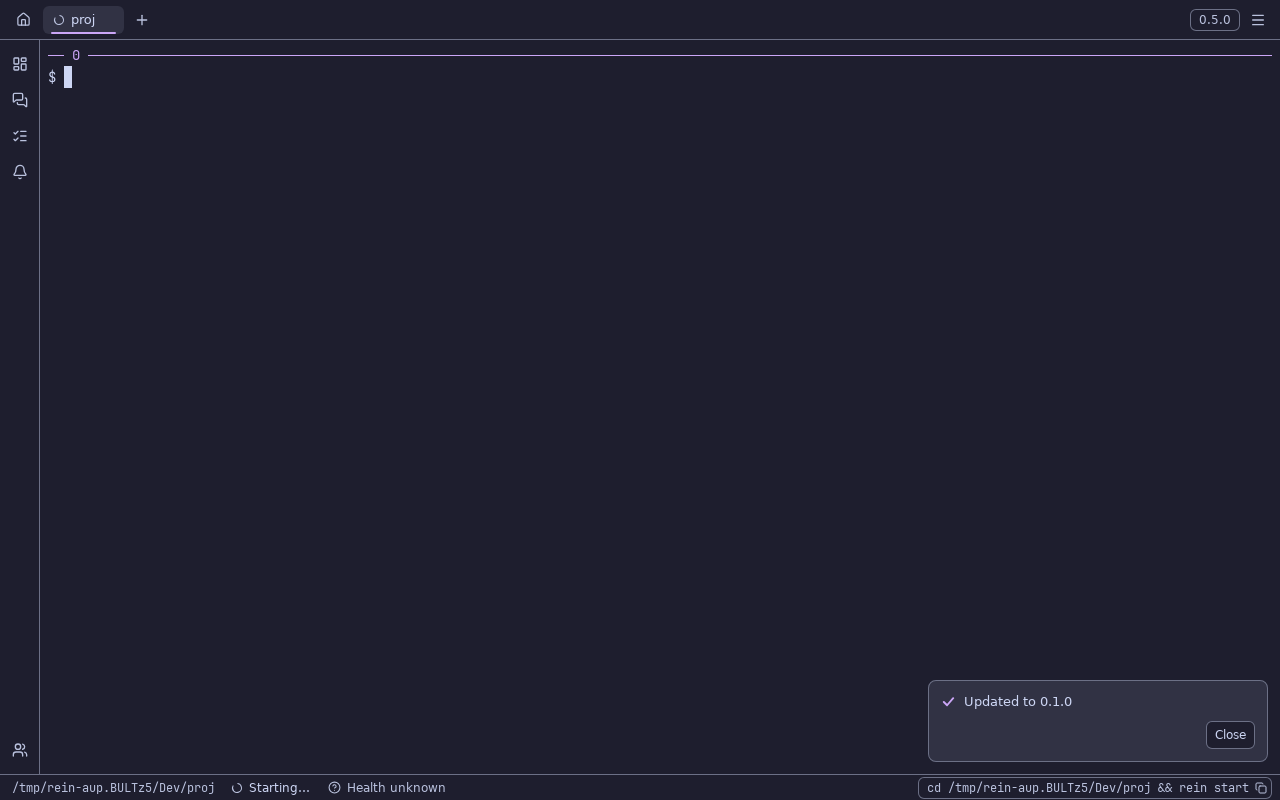 proj
0.5.0
0
$
Updated to 0.1.0
Close
/tmp/rein-aup.BULTz5/Dev/proj
Starting...
Health unknown
cd /tmp/rein-aup.BULTz5/Dev/proj && rein start